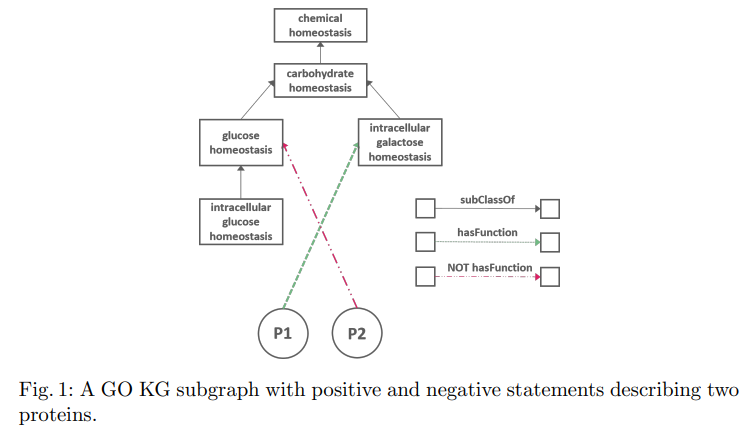 chemical
homeostasis
carbohydrate
homeostasis
glucose
homeostasis
intracellular
galactose
homeostasis
intracellular
glucose
homeostasis
subClassOf
hasFunction
NOT hasFunction
P1
P2
Fig. 1: A GO KG subgraph with positive and negative statements describing two
proteins.